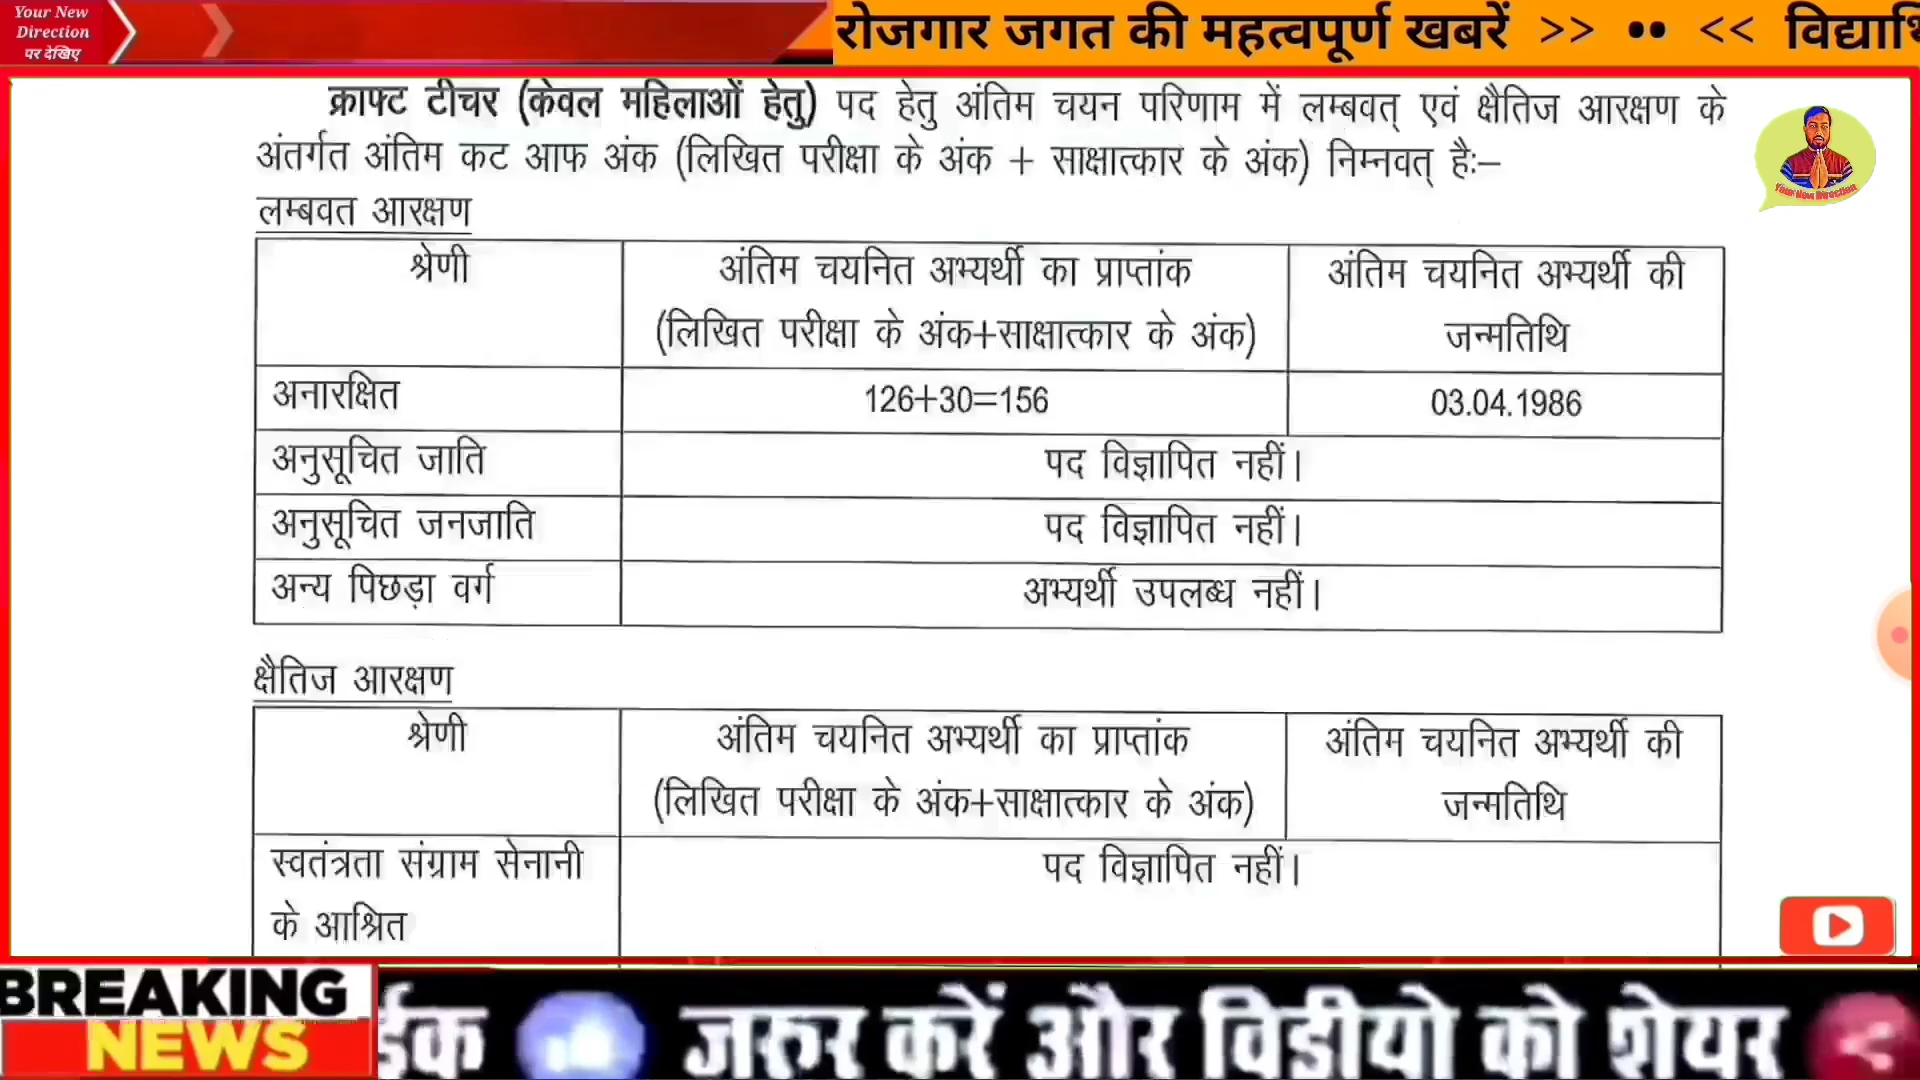 Your New
Direction
पर देखिए
रोजगार जगत की महत्वपूर्ण खबरें >> •• <<
क्राफ्ट टीचर (केवल महिलाओं हेतु) पद हेतु अंतिम चयन परिणाम में लम्बवत् एवं क्षैतिज आरक्षण के
अंतर्गत अंतिम कट आफ अंक (लिखित परीक्षा के अंक + साक्षात्कार के अंक) निम्नवत् है:–
Your New Direction
लम्बवत आरक्षण
श्रेणी
अंतिम चयनित अभ्यर्थी का प्राप्तांक
(लिखित परीक्षा के अंक+साक्षात्कार के अंक)
अंतिम चयनित अभ्यर्थी की
जन्मतिथि
अनारक्षित 126+30=156 03.04.1986
अनुसूचित जाति पद विज्ञापित नहीं।
अनुसूचित जनजाति पद विज्ञापित नहीं।
अन्य पिछड़ा वर्ग अभ्यर्थी उपलब्ध नहीं।
क्षैतिज आरक्षण
श्रेणी
अंतिम चयनित अभ्यर्थी का प्राप्तांक
(लिखित परीक्षा के अंक+साक्षात्कार के अंक)
अंतिम चयनित अभ्यर्थी की
जन्मतिथि
स्वतंत्रता संग्राम सेनानी
के आश्रित
पद विज्ञापित नहीं।
BREAKING
NEWS
जरुर करें और विडीयो को शेयर